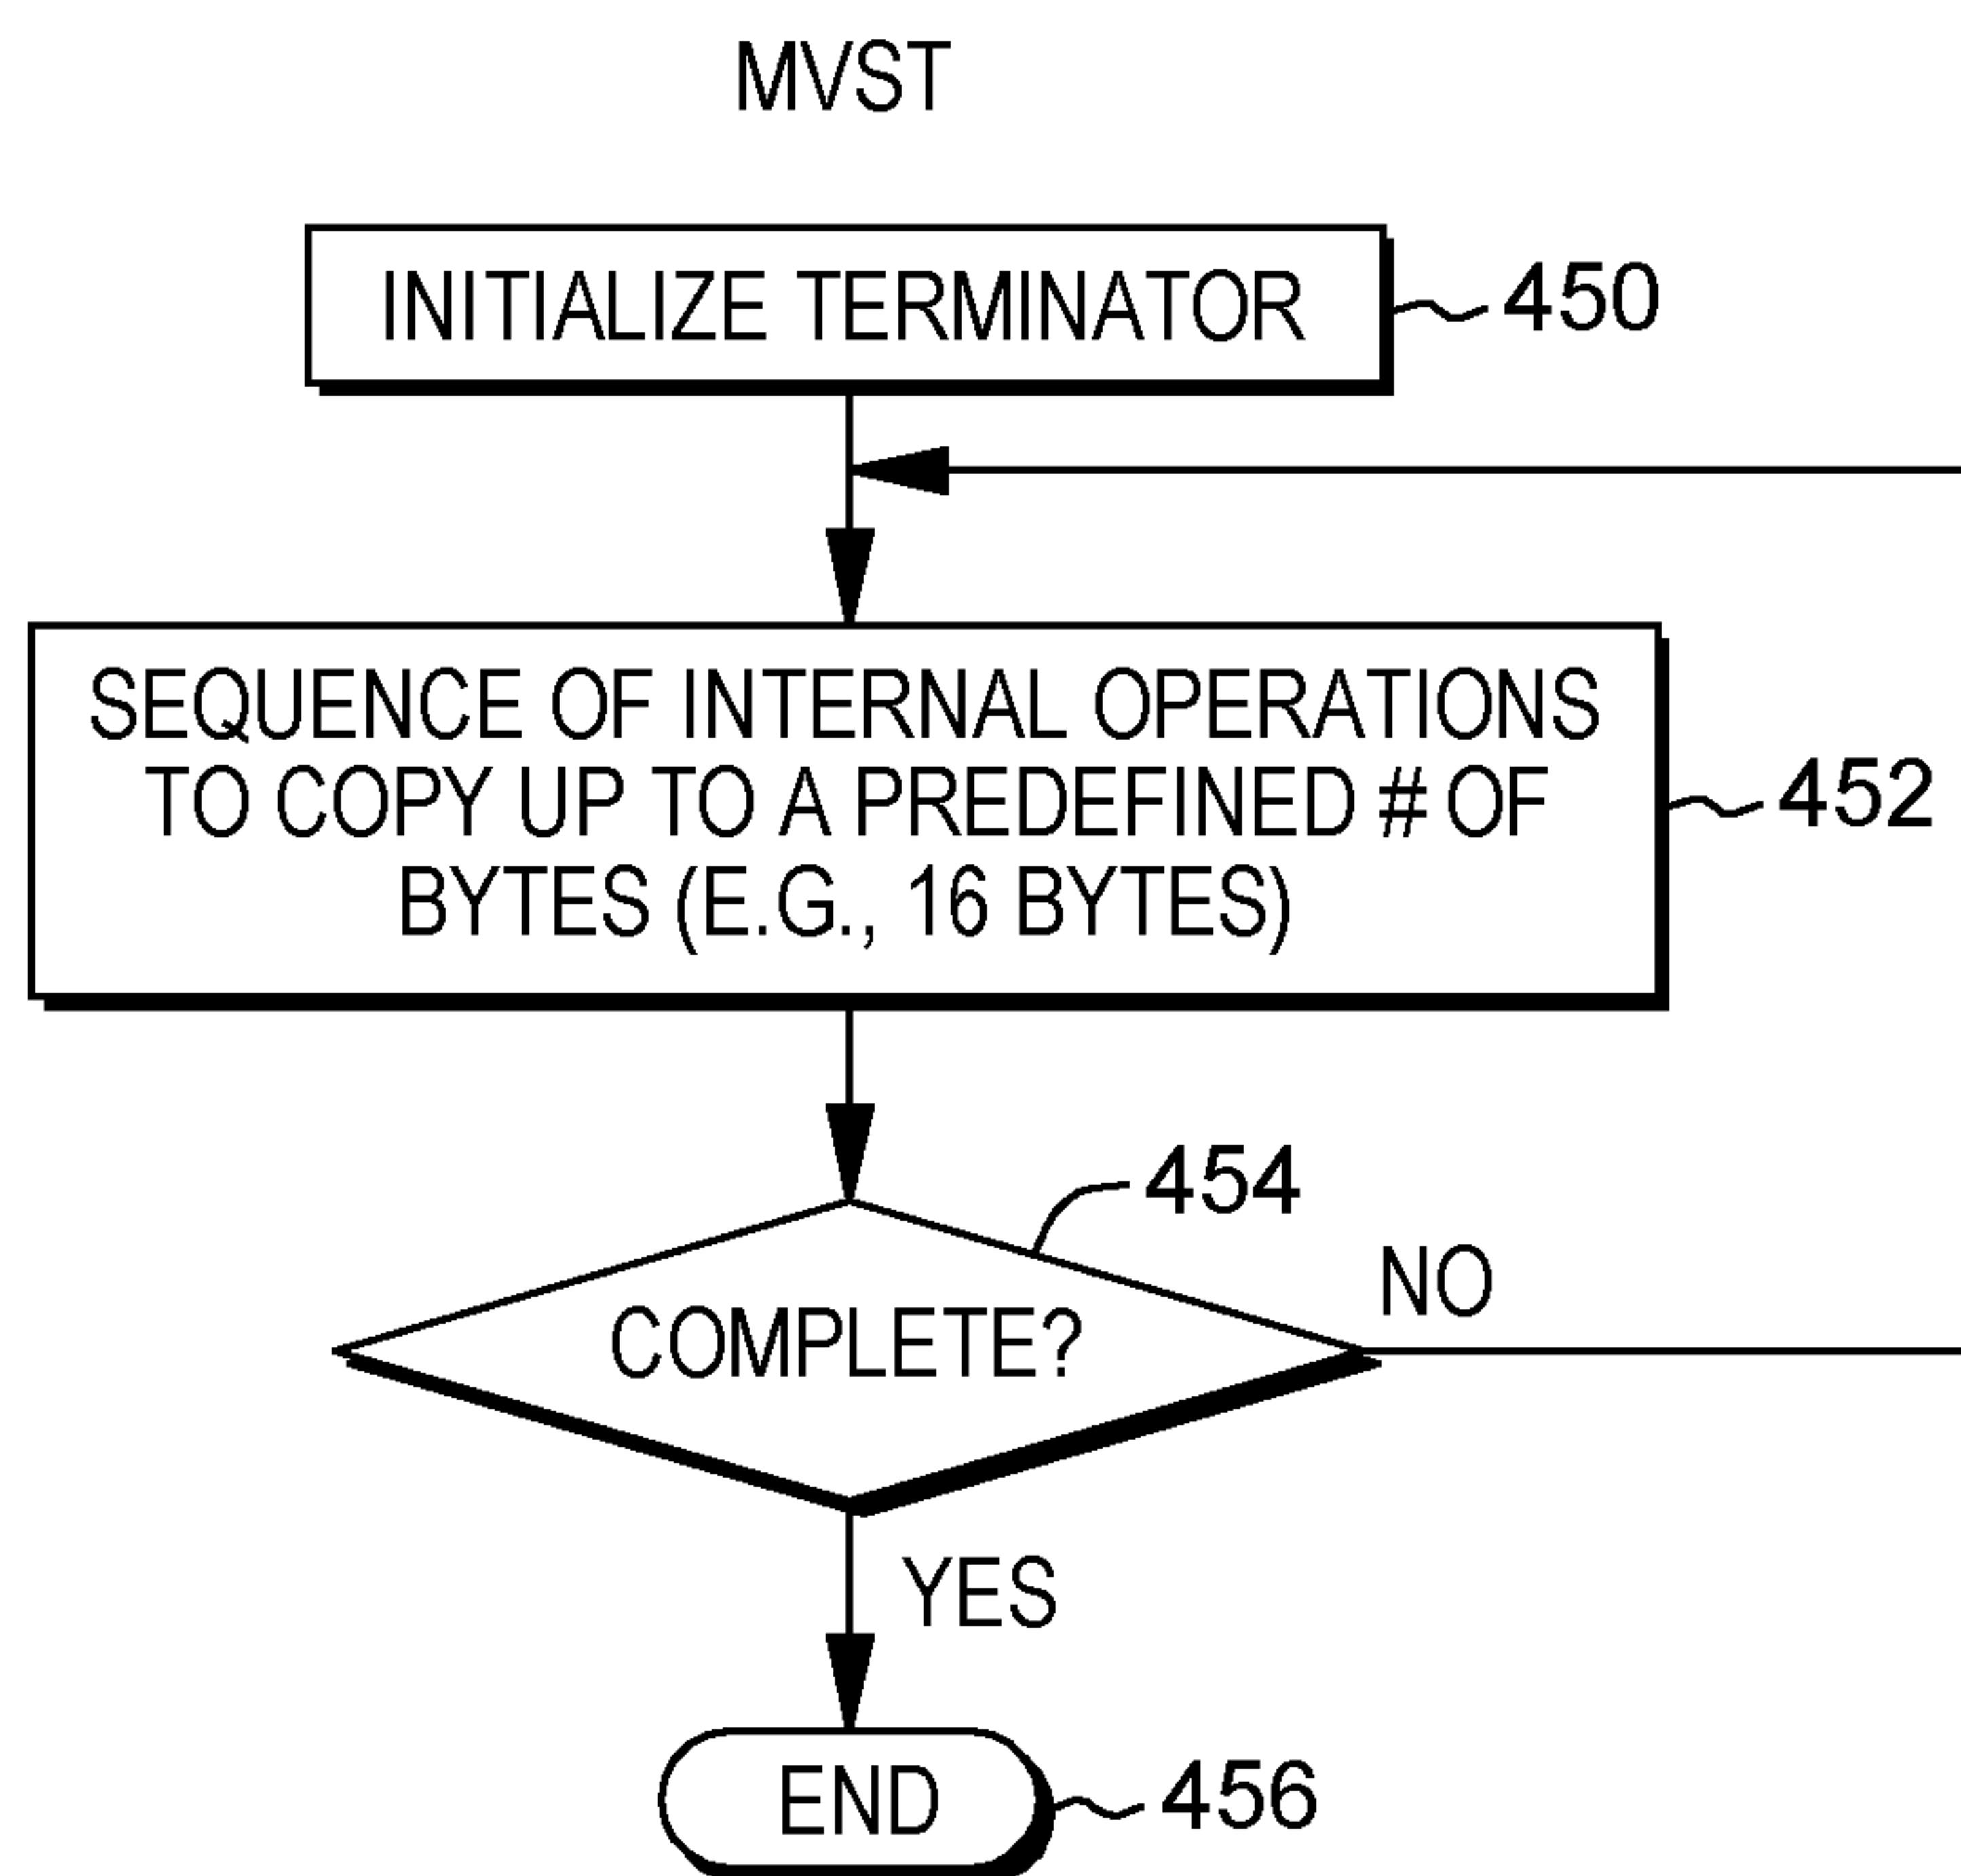 MVST
INITIALIZE TERMINATOR
450
SEQUENCE OF INTERNAL OPERATIONS
TO COPY UP TO A PREDEFINED # OF
BYTES (E.G., 16 BYTES)
452
454
COMPLETE?
NO
YES
END
456